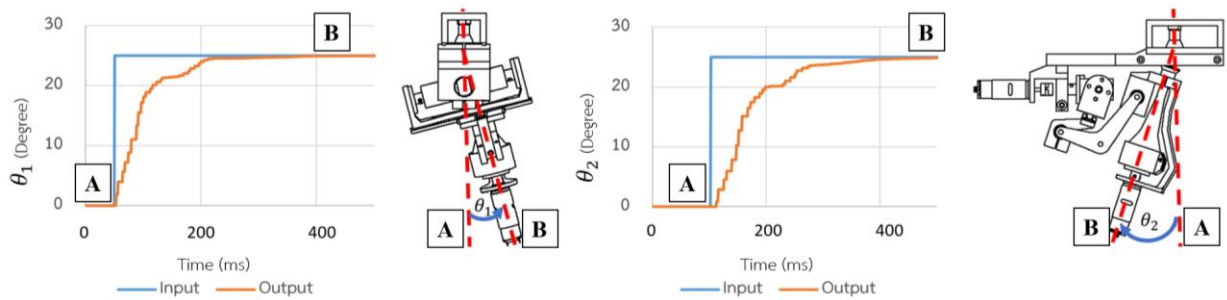 30
20
10
0
θ1 (Degree)
A
B
0
200
400
Time (ms)
Input
Output
θ1
A
B
30
20
10
0
θ2 (Degree)
A
B
0
200
400
Time (ms)
Input
Output
K
B
θ2
A